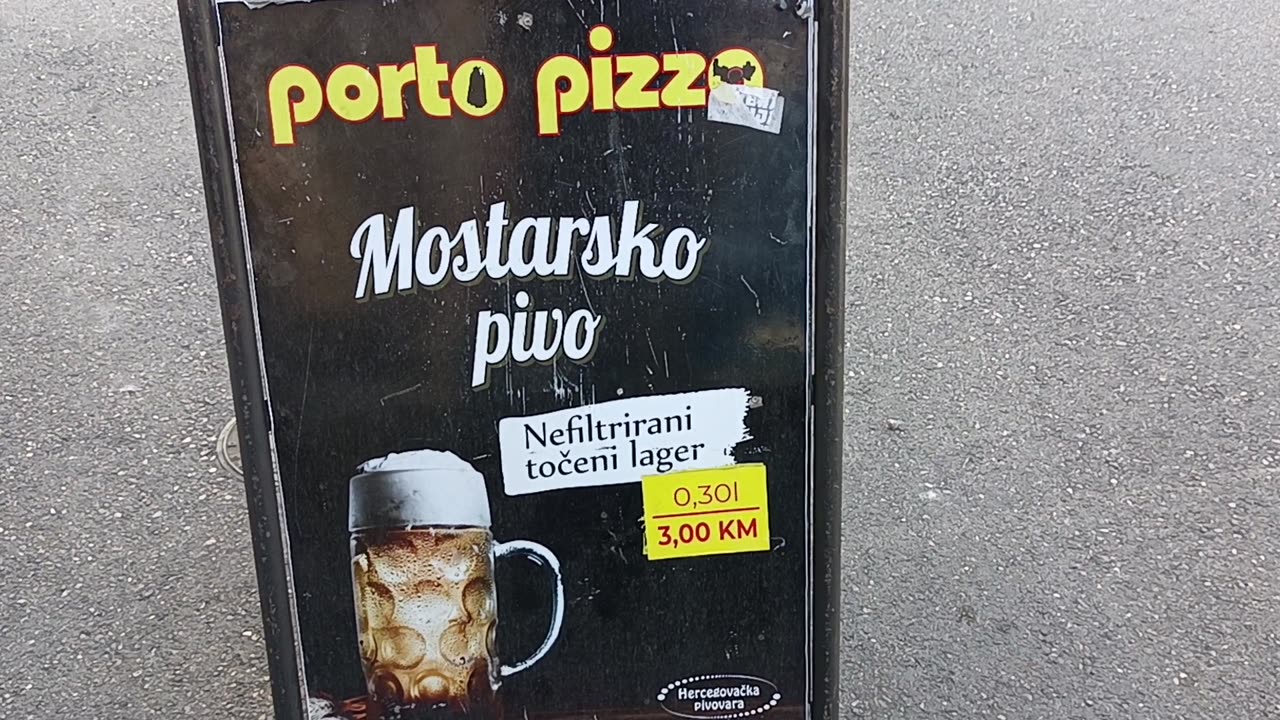 porto pizza
Mostarsko
pivo
Nefiltrirani
točeni lager
0,30l
3,00 KM
Hercegovačka
pivovara